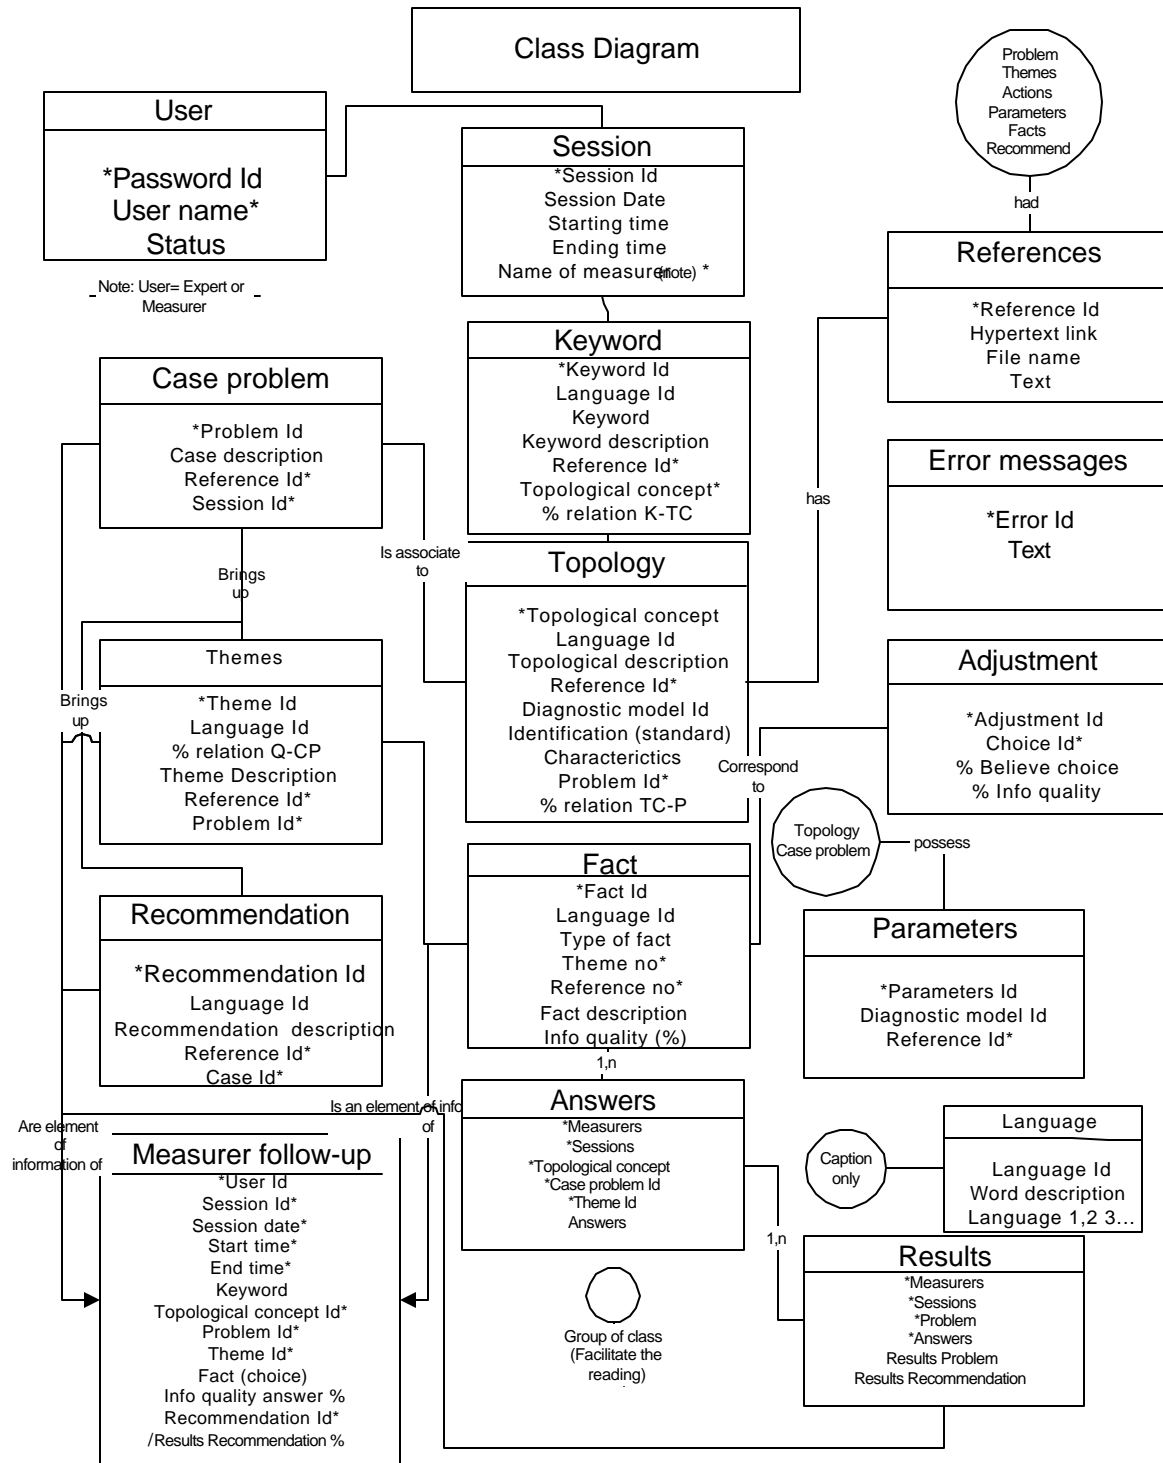 Class Diagram
Problem
Themes
Actions
Parameters
Facts
Recommend
had
User
*Password Id
User name*
Status
Note: User= Expert or
Measurer
Session
*Session Id
Session Date
Starting time
Ending time
Name of measurer(note) *
References
*Reference Id
Hypertext link
File name
Text
Keyword
*Keyword Id
Language Id
Keyword
Keyword description
Reference Id*
Topological concept*
% relation K-TC
Case problem
*Problem Id
Case description
Reference Id*
Session Id*
Error messages
*Error Id
Text
has
Is associate
to
Brings
up
Topology
*Topological concept
Language Id
Topological description
Reference Id*
Diagnostic model Id
Identification (standard)
Characterictics
Problem Id*
% relation TC-P
Themes
*Theme Id
Language Id
% relation Q-CP
Theme Description
Reference Id*
Problem Id*
Brings
up
Adjustment
*Adjustment Id
Choice Id*
% Believe choice
% Info quality
Correspond
to
Topology
Case problem
possess
Fact
*Fact Id
Language Id
Type of fact
Theme no*
Reference no*
Fact description
Info quality (%)
1,n
Recommendation
*Recommendation Id
Language Id
Recommendation description
Reference Id*
Case Id*
Parameters
*Parameters Id
Diagnostic model Id
Reference Id*
Is an element of info
of
Are element
of
information of
Answers
*Measurers
*Sessions
*Topological concept
*Case problem Id
*Theme Id
Answers
1,n
Caption
only
Language
Language Id
Word description
Language 1,2 3...
Measurer follow-up
*User Id
Session Id*
Session date*
Start time*
End time*
Keyword
Topological concept Id*
Problem Id*
Theme Id*
Fact (choice)
Info quality answer %
Recommendation Id*
/Results Recommendation %
Group of class
(Facilitate the
reading)
Results
*Measurers
*Sessions
*Problem
*Answers
Results Problem
Results Recommendation